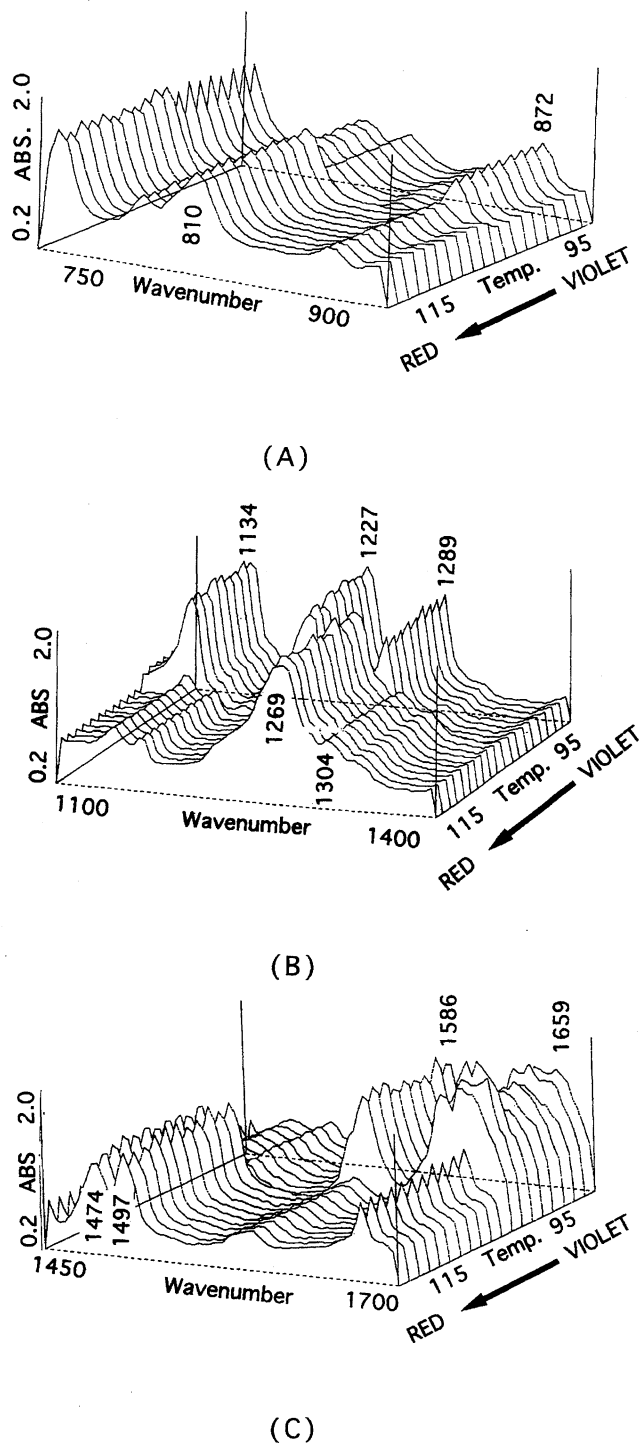 2.0
ABS.
0.2
810
872
750
Wavenumber
900
115
Temp.
95
RED
VIOLET
(A)
2.0
ABS
0.2
1134
1227
1289
1269
1304
1100
Wavenumber
1400
115
Temp.
95
RED
VIOLET
(B)
2.0
ABS
0.2
1474
1497
1586
1659
1450
Wavenumber
1700
115
Temp.
95
RED
VIOLET
(C)